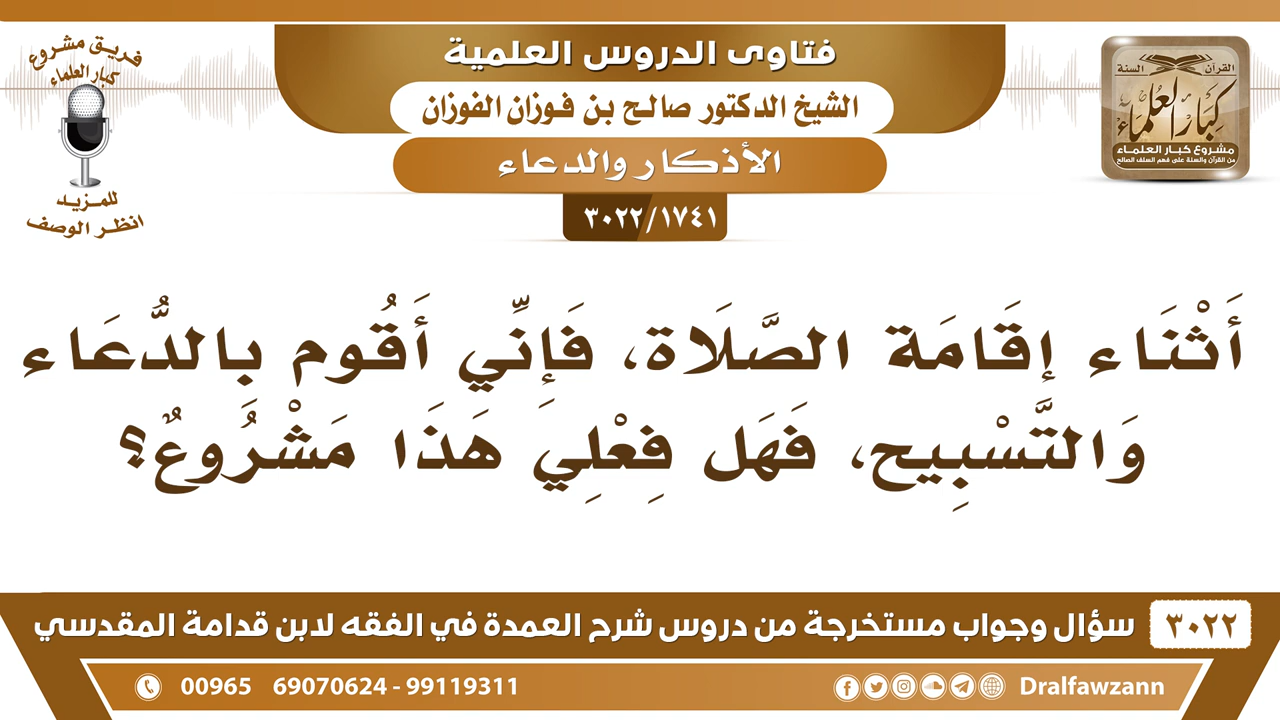 فتاوى الدروس العلمية
الشيخ الدكتور صالح بن فوزان الفوزان
الأذكار والدعاء
٣٠٢٢/١٧٤١
القرآن السنة
كبار العلماء
مشروع كبار العلماء
من القرآن والسنة على فهم السلف الصالح
فريق مشروع
كبار العلماء
للمزيد
انظر الوصف
أَثْنَاء إِقَامَة الصَّلَاة، فَإِنِّي أَقُوم بِالدُّعَاء
وَالتَّسْبِيح، فَهَل فِعْلِيَ هَذَا مَشْرُوعٌ؟
٣٠٢٢ سؤال وجواب مستخرجة من دروس شرح العمدة في الفقه لابن قدامة المقدسي
00965 69070624 - 99119311
Dralfawzann